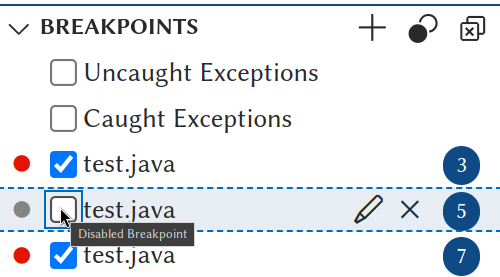 BREAKPOINTS
Uncaught Exceptions
Caught Exceptions
test.java 3
test.java 5
Disabled Breakpoint
test.java 7